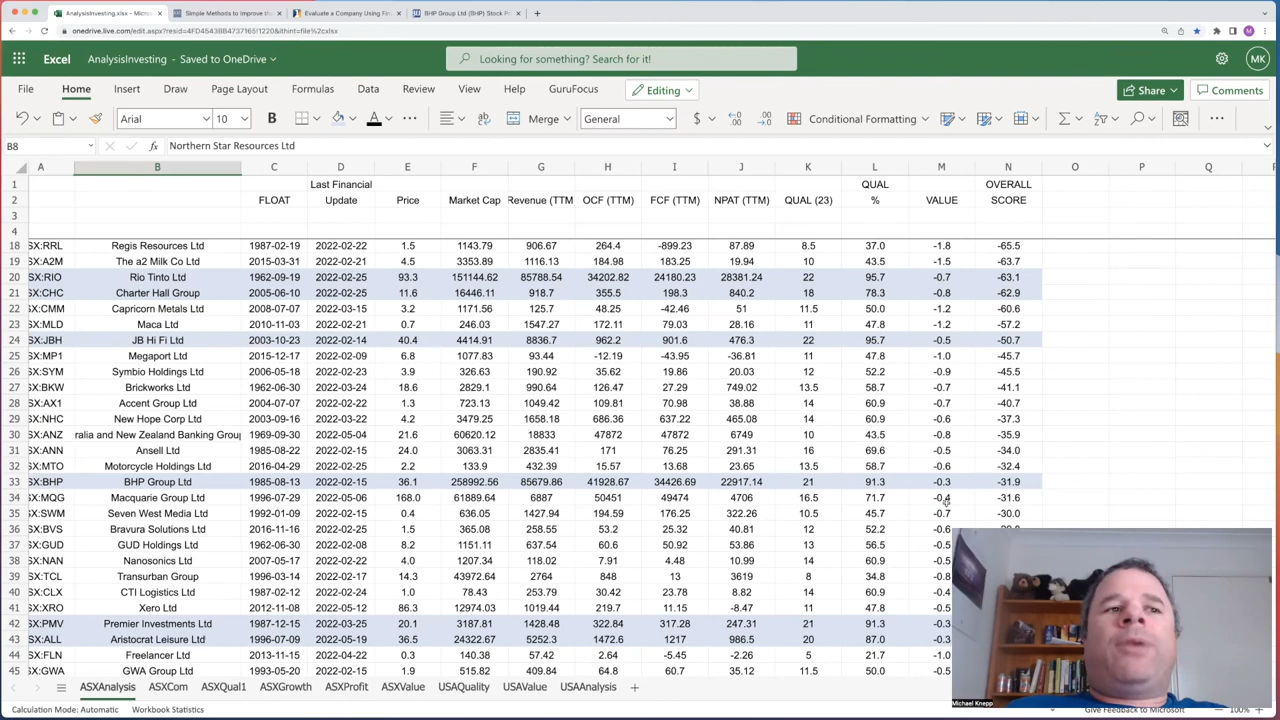 AnalysisInvesting.xlsx
Simple Methods to Improve th
Evaluate a Company Using Fin
BHP Group Ltd (BHP) Stock P
onedrive.live.com/edit.aspx?resid=4FD4543BB4737165!1220&ithint=file%2cxlsx
Excel AnalysisInvesting - Saved to OneDrive Looking for something? Search for it! MK
File Home Insert Draw Page Layout Formulas Data Review View Help GuruFocus Editing Share Comments
Arial 10 B A Merge General $ Conditional Formatting
B8 fx Northern Star Resources Ltd
A B C D E F G H I J K L M N O P Q R
1 Last Financial QUAL OVERALL
2 FLOAT Update Price Market Cap Revenue (TTM OCF (TTM) FCF (TTM) NPAT (TTM) QUAL (23) % VALUE SCORE
3
4
18 SX:RRL Regis Resources Ltd 1987-02-19 2022-02-22 1.5 1143.79 906.67 264.4 -899.23 87.89 8.5 37.0 -1.8 -65.5
19 SX:A2M The a2 Milk Co Ltd 2015-03-31 2022-02-21 4.5 3353.89 1116.13 184.98 183.25 19.94 10 43.5 -1.5 -63.7
20 SX:RIO Rio Tinto Ltd 1962-09-19 2022-02-25 93.3 151144.62 85788.54 34202.82 24180.23 28381.24 22 95.7 -0.7 -63.1
21 SX:CHC Charter Hall Group 2005-06-10 2022-02-25 11.6 16446.11 918.7 355.5 198.3 840.2 18 78.3 -0.8 -62.9
22 SX:CMM Capricorn Metals Ltd 2008-07-07 2022-03-15 3.2 1171.56 125.7 48.25 -42.46 51 11.5 50.0 -1.2 -60.6
23 SX:MLD Maca Ltd 2010-11-03 2022-02-21 0.7 246.03 1547.27 172.11 79.03 28.16 11 47.8 -1.2 -57.2
24 SX:JBH JB Hi Fi Ltd 2003-10-23 2022-02-14 40.4 4414.91 8836.7 962.2 901.6 476.3 22 95.7 -0.5 -50.7
25 SX:MP1 Megaport Ltd 2015-12-17 2022-02-09 6.8 1077.83 93.44 -12.19 -43.95 -36.81 11 47.8 -1.0 -45.7
26 SX:SYM Symbio Holdings Ltd 2006-05-18 2022-02-23 3.9 326.63 190.92 35.62 19.86 20.03 12 52.2 -0.9 -45.5
27 SX:BKW Brickworks Ltd 1962-06-30 2022-03-24 18.6 2829.1 990.64 126.47 27.29 749.02 13.5 58.7 -0.7 -41.1
28 SX:AX1 Accent Group Ltd 2004-07-07 2022-02-25 1.3 723.13 1049.42 109.81 70.98 38.88 14 60.9 -0.7 -40.7
29 SX:NHC New Hope Corp Ltd 2003-09-16 2022-03-22 4.2 3479.25 1658.18 686.36 637.22 465.08 14 60.9 -0.6 -37.3
30 SX:ANZ ralia and New Zealand Banking Group 1969-09-30 2022-05-04 21.6 60620.12 18833 47872 47872 6749 10 43.5 -0.8 -35.9
31 SX:ANN Ansell Ltd 1985-08-22 2022-02-15 24.0 3063.31 2835.41 171 76.25 291.31 16 69.6 -0.5 -34.0
32 SX:MTO Motorcycle Holdings Ltd 2016-04-29 2022-02-25 2.2 133.9 432.39 15.57 13.68 23.65 13.5 58.7 -0.6 -32.4
33 SX:BHP BHP Group Ltd 1985-08-13 2022-02-15 36.1 258992.56 85679.86 41928.67 34426.69 22917.14 21 91.3 -0.3 -31.9
34 SX:MQG Macquarie Group Ltd 1996-07-29 2022-05-06 168.0 61889.64 6887 50451 49474 4706 16.5 71.7 -0.4 -31.6
35 SX:SWM Seven West Media Ltd 1992-01-09 2022-02-15 0.4 636.05 1427.94 194.59 176.25 322.26 10.5 45.7 -0.7 -30.0
36 SX:BVS Bravura Solutions Ltd 2016-11-16 2022-02-24 1.5 365.08 258.55 53.2 25.32 40.81 12 52.2 -0.6
37 SX:GUD GUD Holdings Ltd 1962-06-30 2022-02-08 8.2 1151.11 637.54 60.6 50.92 53.86 13 56.5 -0.5
38 SX:NAN Nanosonics Ltd 2007-05-17 2022-02-22 4.0 1207.34 118.02 7.91 4.48 10.99 14 60.9 -0.5
39 SX:TCL Transurban Group 1996-03-14 2022-02-17 14.3 43972.64 2764 848 13 3619 8 34.8 -0.8
40 SX:CLX CTI Logistics Ltd 1987-02-12 2022-02-24 1.0 78.43 253.79 30.42 23.78 8.82 14 60.9 -0.4
41 SX:XRO Xero Ltd 2012-11-08 2022-05-12 86.3 12974.03 1019.44 219.7 11.15 -8.47 11 47.8 -0.5
42 SX:PMV Premier Investments Ltd 1987-12-15 2022-03-23 20.1 3187.81 1428.48 322.84 317.28 247.31 21 91.3 -0.3
43 SX:ALL Aristocrat Leisure Ltd 1996-07-09 2022-05-19 36.5 24322.67 5252.3 1472.6 1217 986.5 20 87.0 -0.3
44 SX:FLN Freelancer Ltd 2013-11-15 2022-04-22 0.3 140.38 57.42 2.64 -5.45 -2.26 5 21.7 -1.0
45 SX:GWA GWA Group Ltd 1993-05-20 2022-02-15 1.9 515.82 409.84 64.8 60.7 35.12 11.5 50.0 -0.5
ASXAnalysis ASXCom ASXQual1 ASXGrowth ASXProfit ASXValue USAQuality USAValue USAAnalysis
Michael Knepp
Calculation Mode: Automatic Workbook Statistics Give Feedback to Microsoft 100%